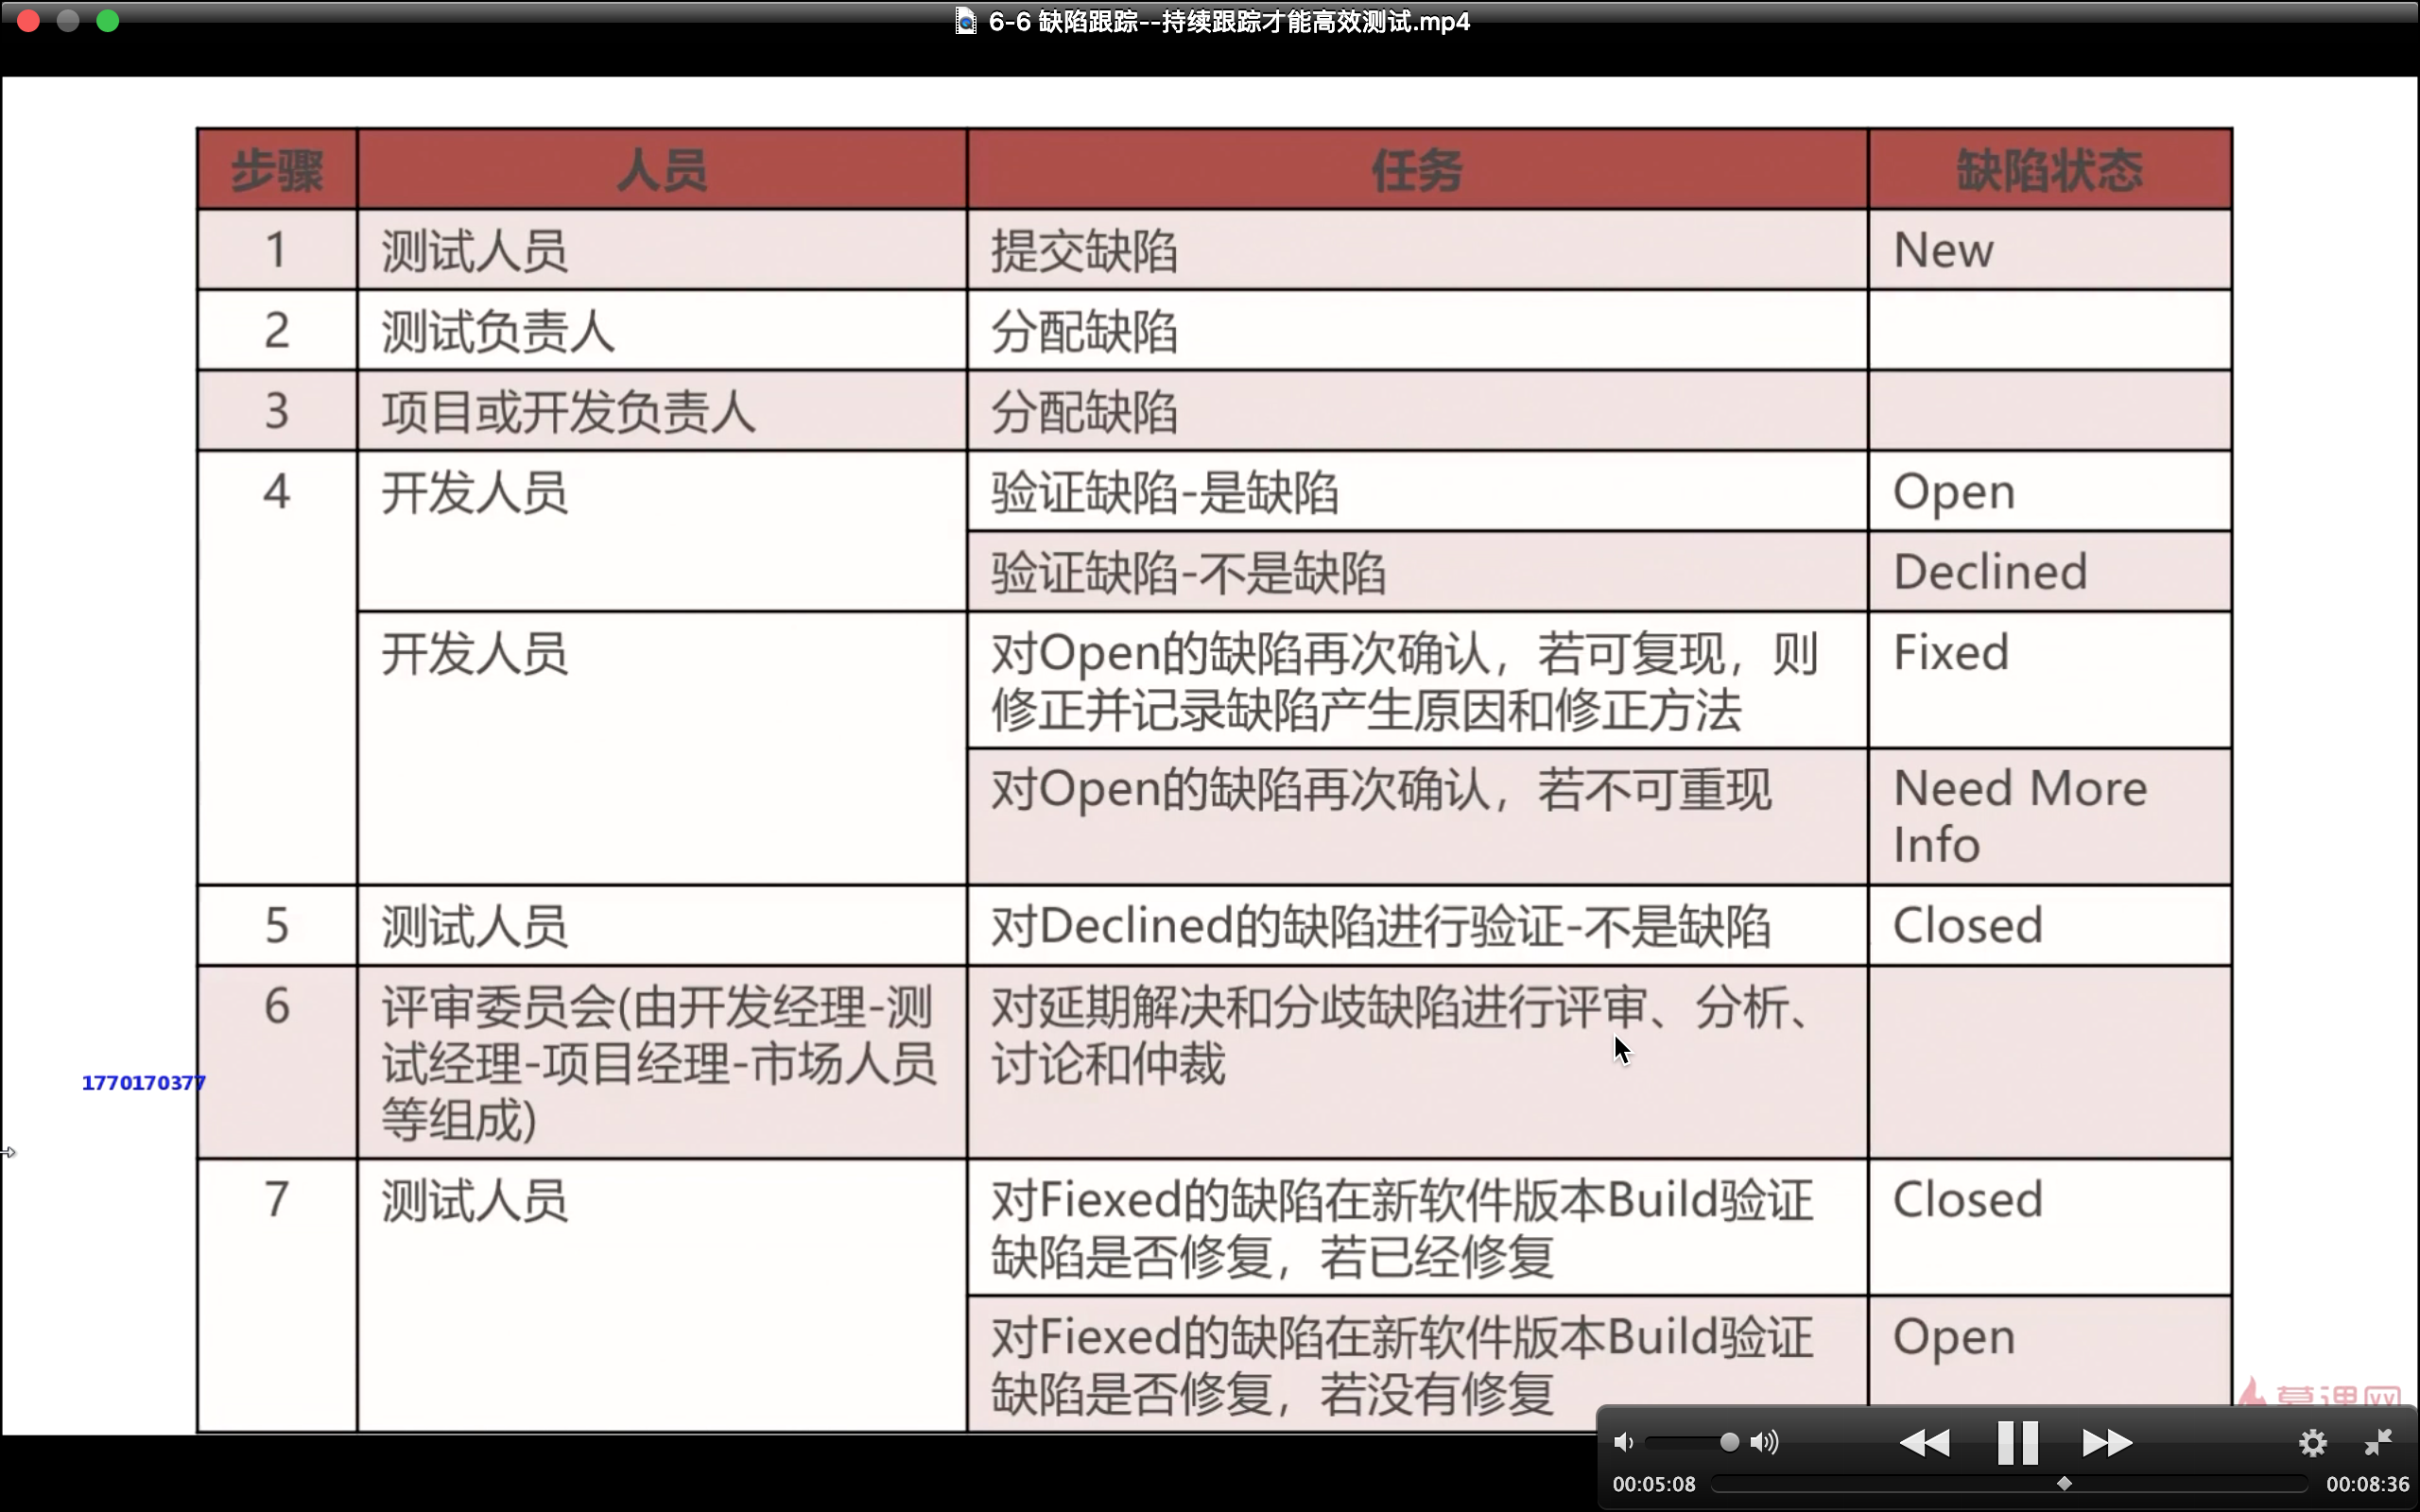 6-6 缺陷跟踪--持续跟踪才能高效测试.mp4
步骤 人员 任务 缺陷状态
1 测试人员 提交缺陷 New
2 测试负责人 分配缺陷
3 项目或开发负责人 分配缺陷
4 开发人员 验证缺陷-是缺陷 Open
验证缺陷-不是缺陷 Declined
开发人员 对Open的缺陷再次确认，若可复现，则 Fixed
修正并记录缺陷产生原因和修正方法
对Open的缺陷再次确认，若不可重现 Need More
Info
5 测试人员 对Declined的缺陷进行验证-不是缺陷 Closed
6 评审委员会(由开发经理-测 对延期解决和分歧缺陷进行评审、分析、
试经理-项目经理-市场人员 讨论和仲裁
等组成)
1770170377
7 测试人员 对Fiexed的缺陷在新软件版本Build验证 Closed
缺陷是否修复，若已经修复
对Fiexed的缺陷在新软件版本Build验证 Open
缺陷是否修复，若没有修复
慕课网
00:05:08 00:08:36